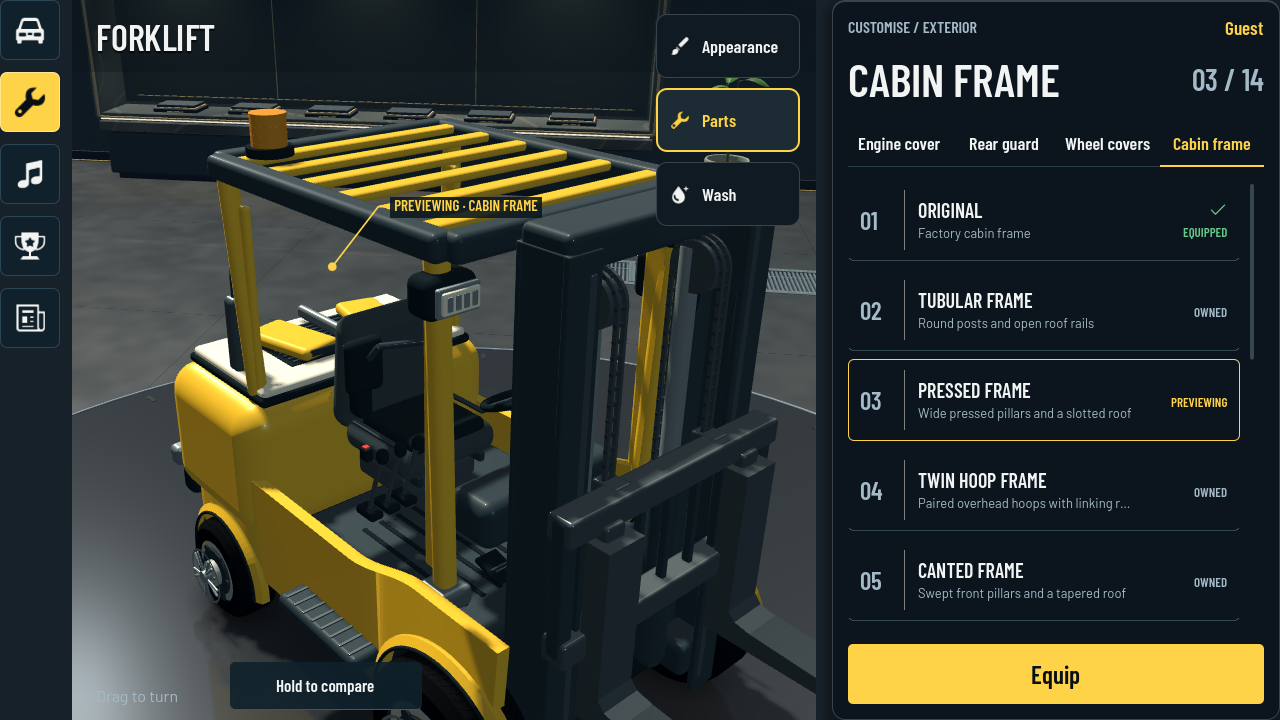 FORKLIFT
Appearance
Parts
Wash
PREVIEWING · CABIN FRAME
Drag to turn
Hold to compare
CUSTOMISE / EXTERIOR
Guest
CABIN FRAME
03 / 14
Engine cover
Rear guard
Wheel covers
Cabin frame
01
ORIGINAL
Factory cabin frame
EQUIPPED
02
TUBULAR FRAME
Round posts and open roof rails
OWNED
03
PRESSED FRAME
Wide pressed pillars and a slotted roof
PREVIEWING
04
TWIN HOOP FRAME
Paired overhead hoops with linking r...
OWNED
05
CANTED FRAME
Swept front pillars and a tapered roof
OWNED
Equip